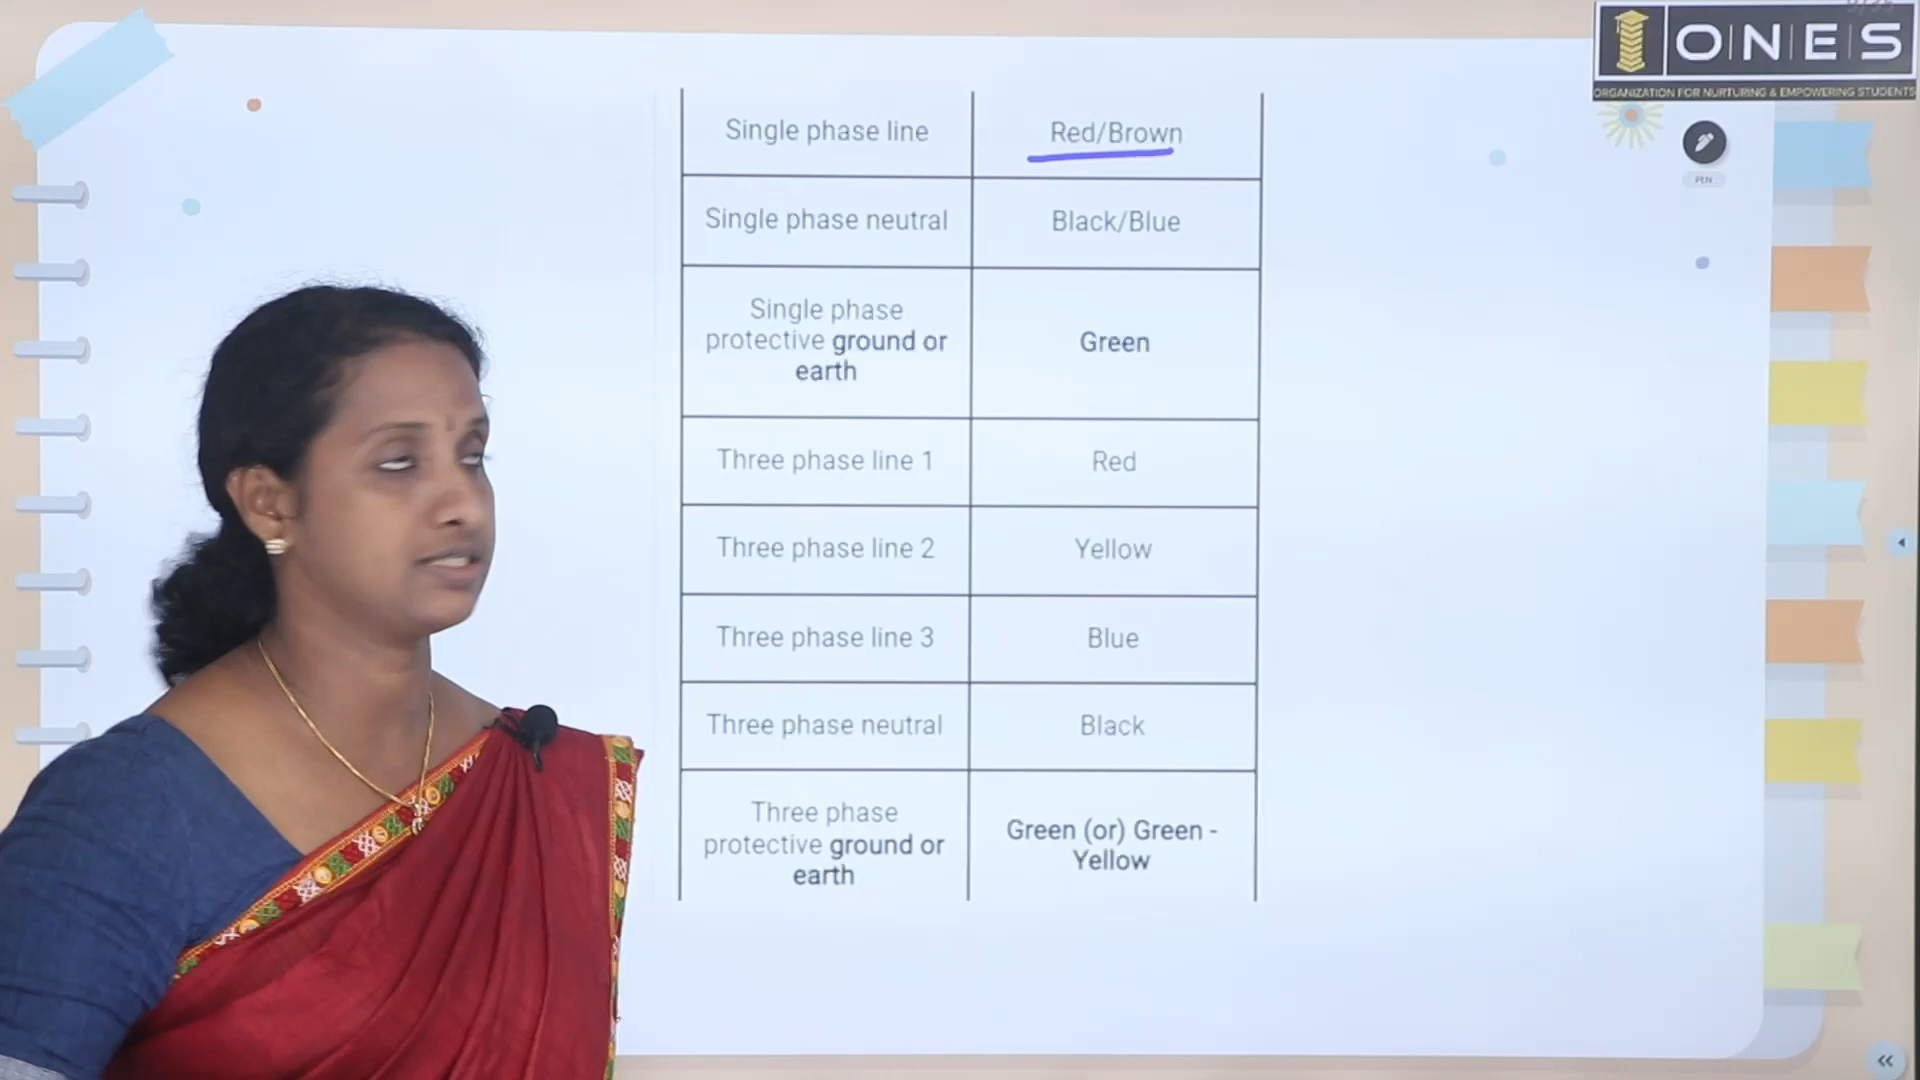 O|N|E|S
ORGANIZATION FOR NURTURING & EMPOWERING STUDENTS
PEN
Single phase line
Red/Brown
Single phase neutral
Black/Blue
Single phase
protective ground or
earth
Green
Three phase line 1
Red
Three phase line 2
Yellow
Three phase line 3
Blue
Three phase neutral
Black
Three phase
protective ground or
earth
Green (or) Green -
Yellow